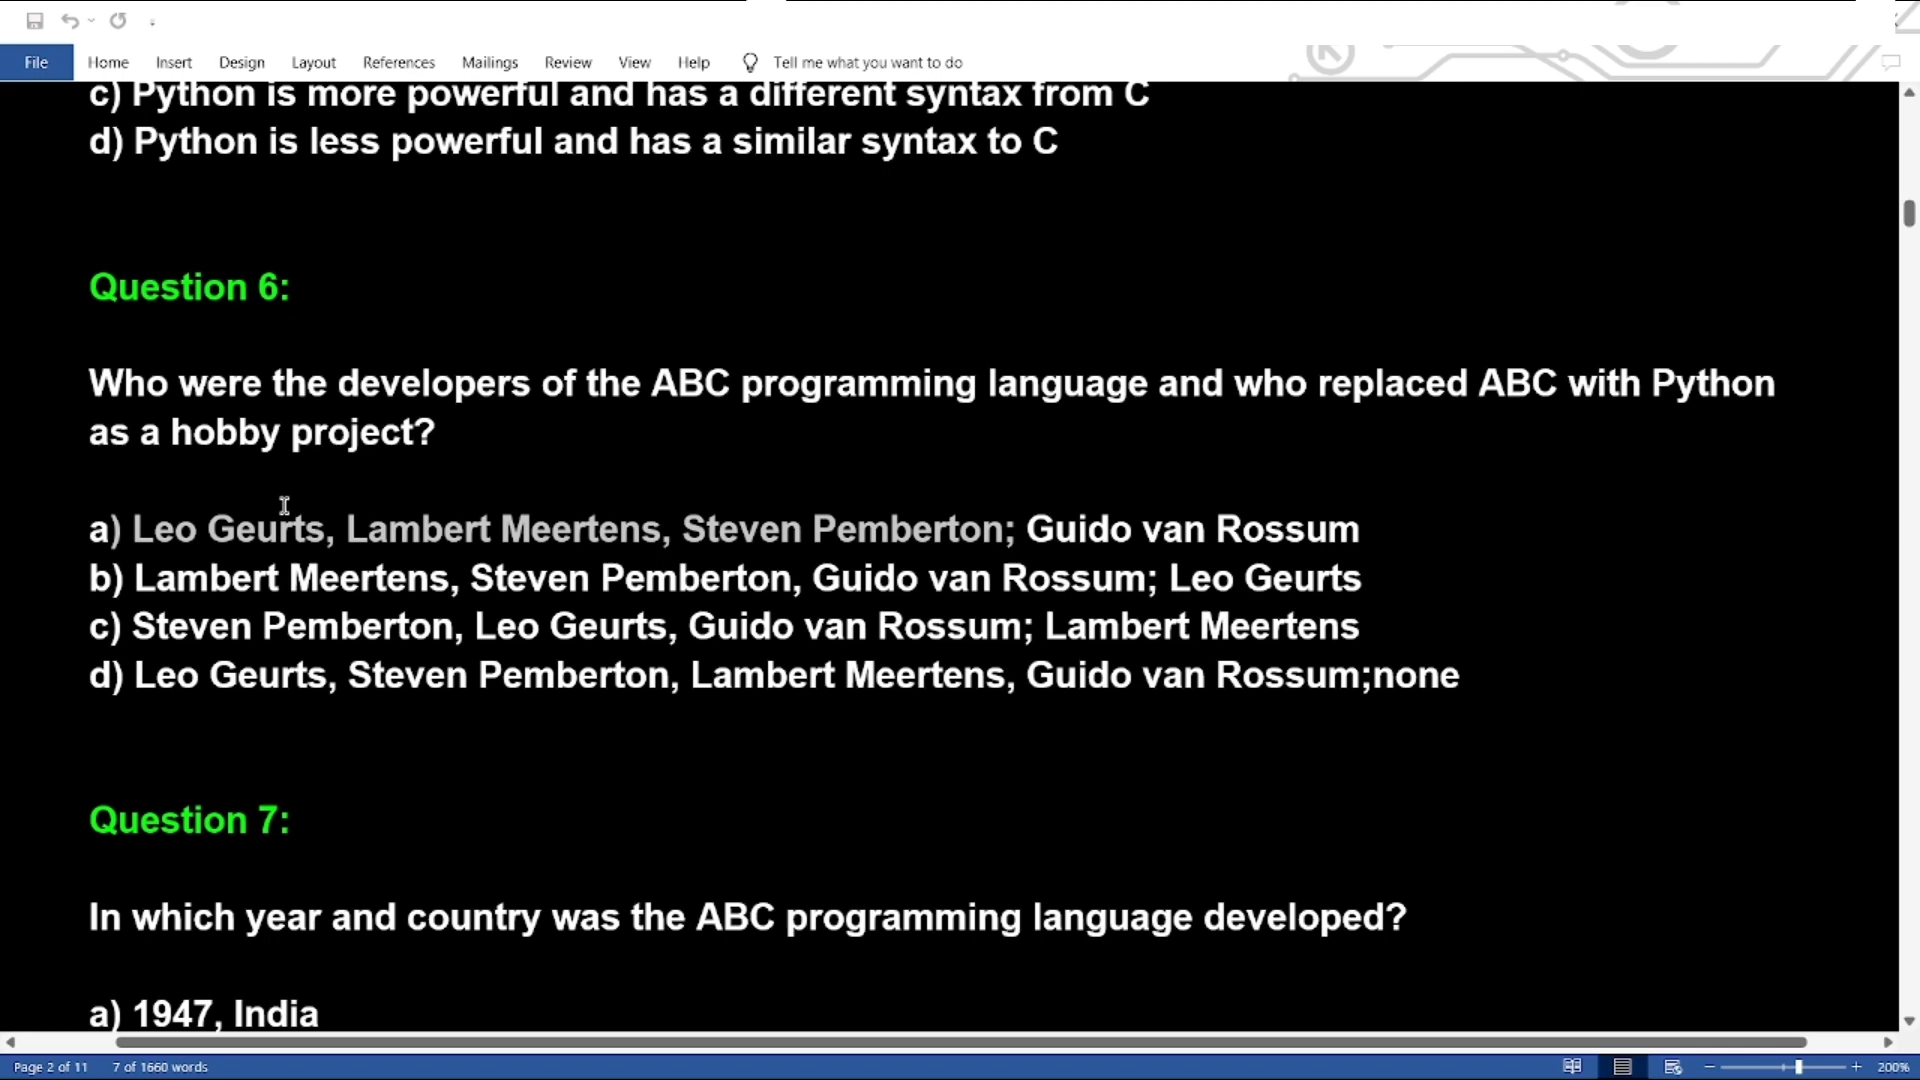 File Home Insert Design Layout References Mailings Review View Help Tell me what you want to do
c) Python is more powerful and has a different syntax from C
d) Python is less powerful and has a similar syntax to C
Question 6:
Who were the developers of the ABC programming language and who replaced ABC with Python
as a hobby project?
a) Leo Geurts, Lambert Meertens, Steven Pemberton; Guido van Rossum
b) Lambert Meertens, Steven Pemberton, Guido van Rossum; Leo Geurts
c) Steven Pemberton, Leo Geurts, Guido van Rossum; Lambert Meertens
d) Leo Geurts, Steven Pemberton, Lambert Meertens, Guido van Rossum;none
Question 7:
In which year and country was the ABC programming language developed?
a) 1947, India
Page 2 of 11 7 of 1660 words 200%